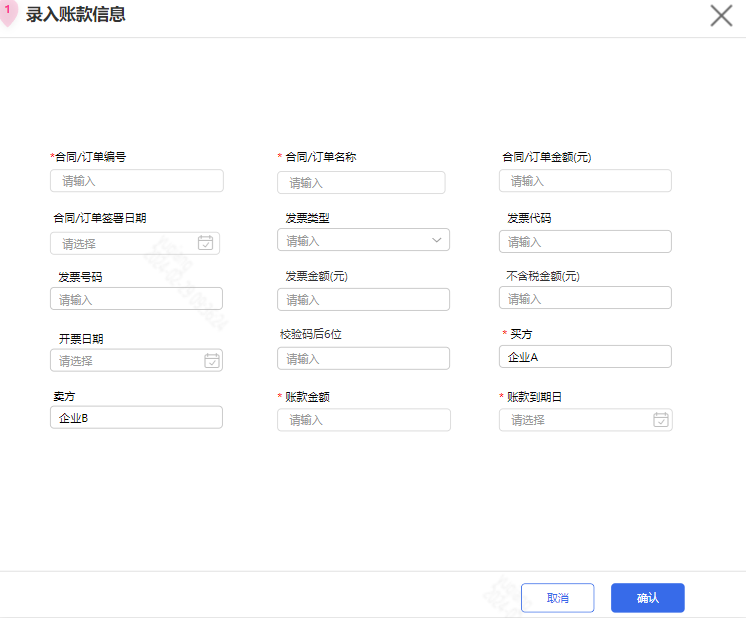 1
录入账款信息
*合同/订单编号
* 合同/订单名称
合同/订单金额(元)
请输入
请输入
请输入
合同/订单签署日期
发票类型
发票代码
请选择
请输入
请输入
发票号码
发票金额(元)
不含税金额(元)
请输入
请输入
请输入
开票日期
校验码后6位
* 买方
请选择
请输入
企业A
卖方
* 账款金额
* 账款到期日
企业B
请输入
请选择
取消
确认